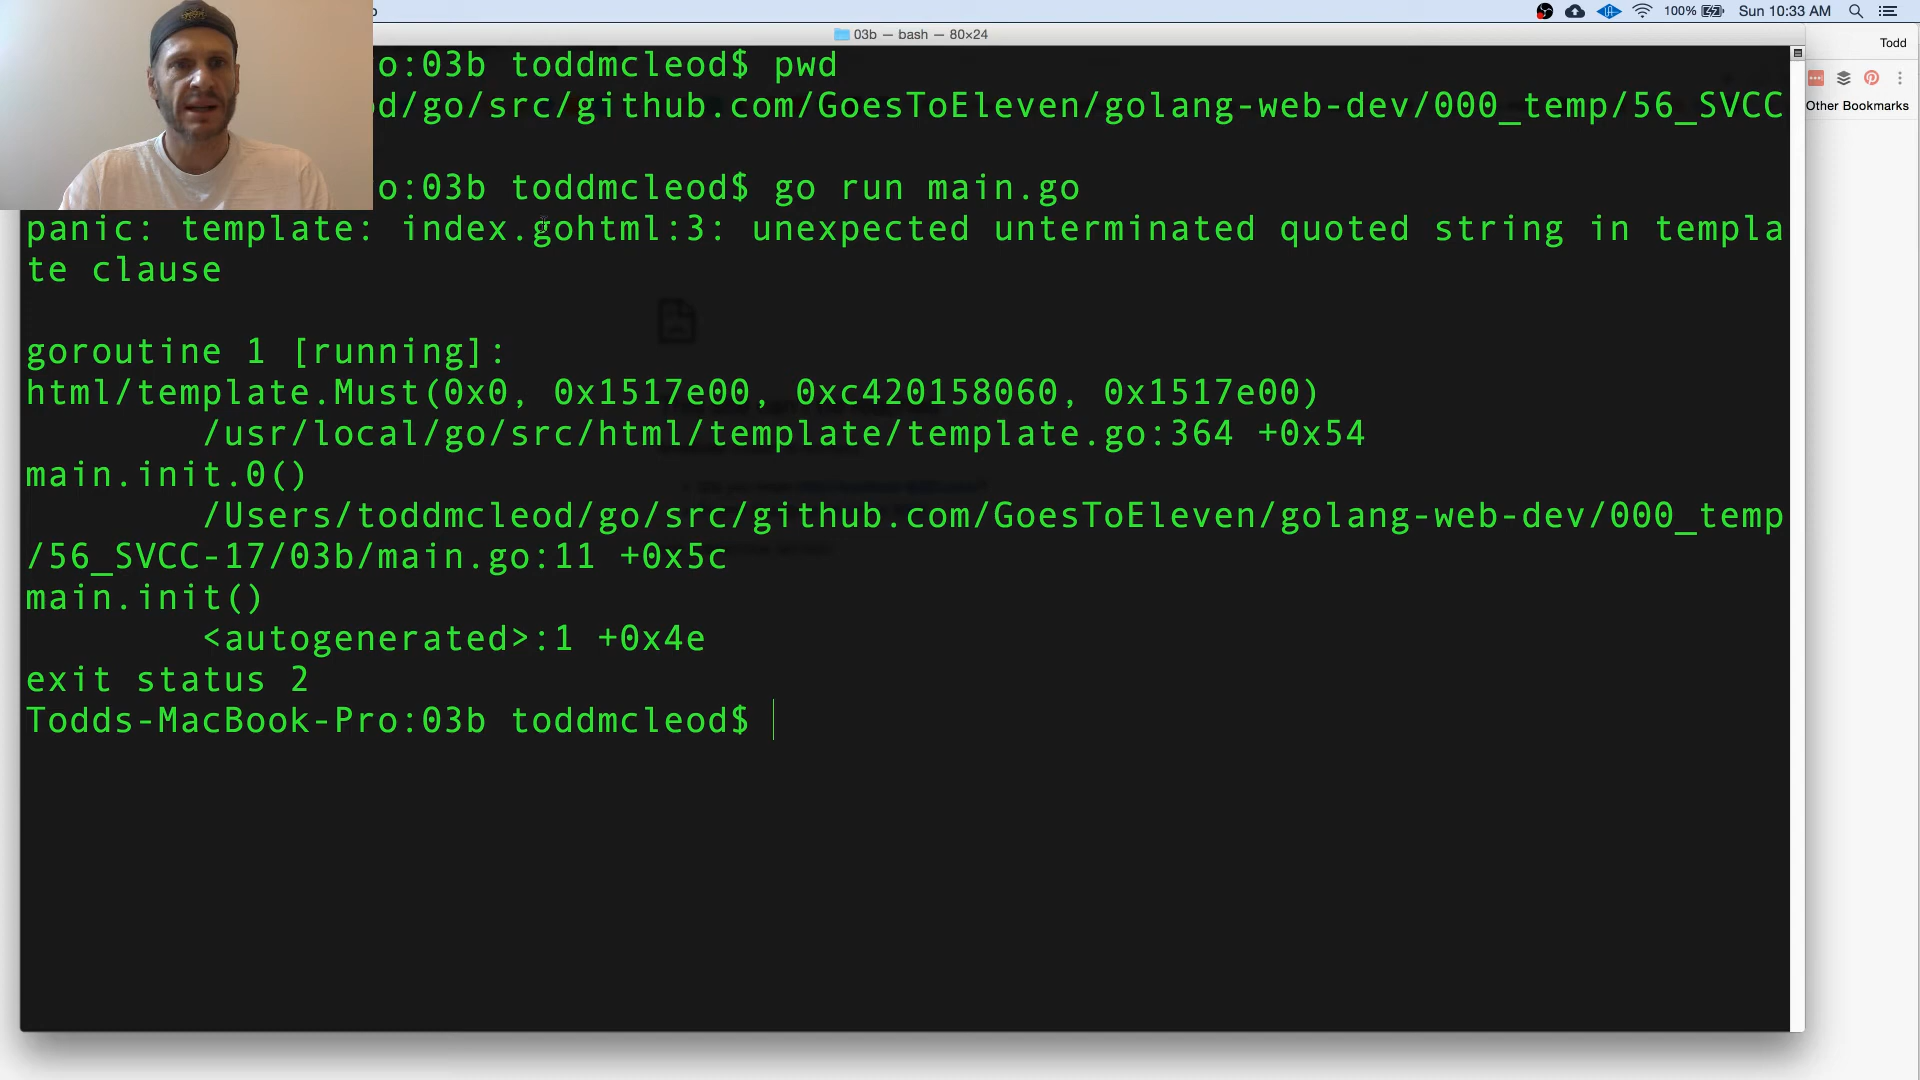 100% Sun 10:33 AM
03b — bash — 80×24
Todd
o:03b toddmcleod$ pwd
d/go/src/github.com/GoesToEleven/golang-web-dev/000_temp/56_SVCC
Other Bookmarks
o:03b toddmcleod$ go run main.go
panic: template: index.gohtml:3: unexpected unterminated quoted string in templa
te clause
goroutine 1 [running]:
html/template.Must(0x0, 0x1517e00, 0xc420158060, 0x1517e00)
/usr/local/go/src/html/template/template.go:364 +0x54
main.init.0()
/Users/toddmcleod/go/src/github.com/GoesToEleven/golang-web-dev/000_temp
/56_SVCC-17/03b/main.go:11 +0x5c
main.init()
<autogenerated>:1 +0x4e
exit status 2
Todds-MacBook-Pro:03b toddmcleod$